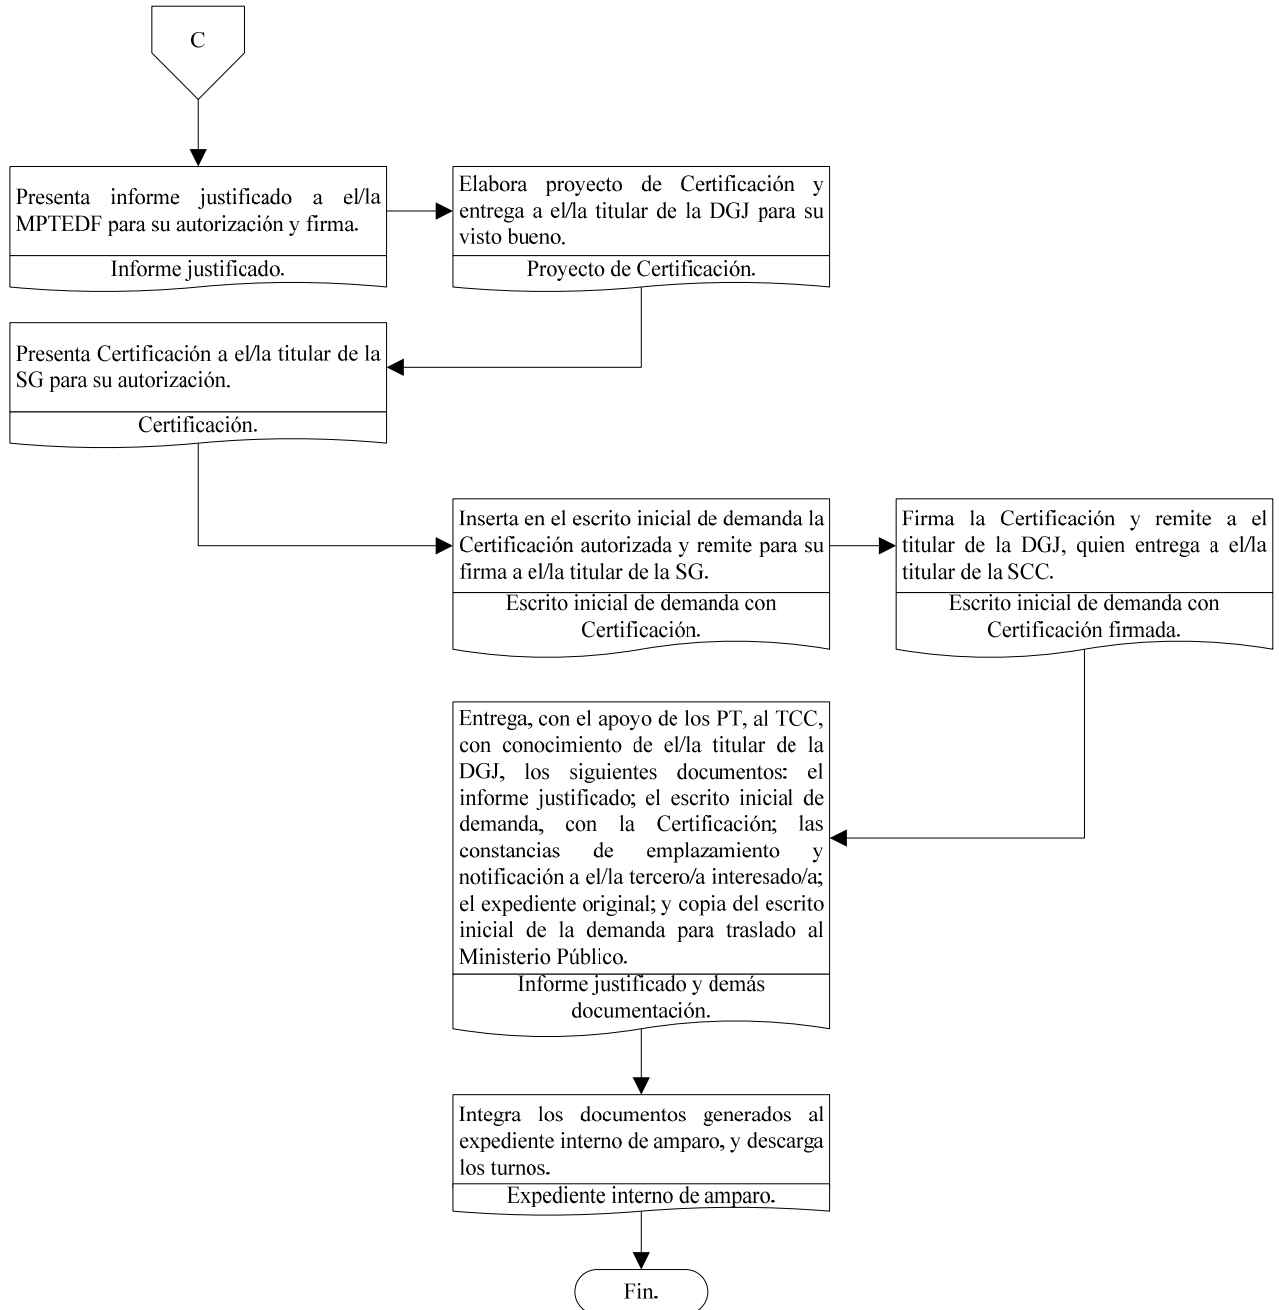 C
Presenta informe justificado a el/la
MPTEDF para su autorización y firma.
Informe justificado.
Elabora proyecto de Certificación y
entrega a el/la titular de la DGJ para su
visto bueno.
Proyecto de Certificación.
Presenta Certificación a el/la titular de la
SG para su autorización.
Certificación.
Inserta en el escrito inicial de demanda la
Certificación autorizada y remite para su
firma a el/la titular de la SG.
Escrito inicial de demanda con
Certificación.
Firma la Certificación y remite a el
titular de la DGJ, quien entrega a el/la
titular de la SCC.
Escrito inicial de demanda con
Certificación firmada.
Entrega, con el apoyo de los PT, al TCC,
con conocimiento de el/la titular de la
DGJ, los siguientes documentos: el
informe justificado; el escrito inicial de
demanda, con la Certificación; las
constancias de emplazamiento y
notificación a el/la tercero/a interesado/a;
el expediente original; y copia del escrito
inicial de la demanda para traslado al
Ministerio Público.
Informe justificado y demás
documentación.
Integra los documentos generados al
expediente interno de amparo, y descarga
los turnos.
Expediente interno de amparo.
Fin.